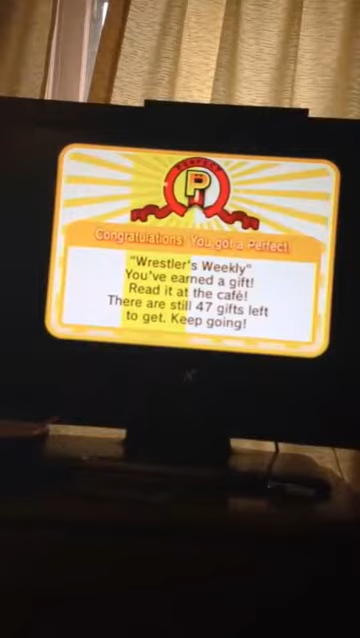 PERFECT
P
Congratulations! You got a Perfect!
"Wrestler's Weekly"
You've earned a gift!
Read it at the café!
There are still 47 gifts left
to get. Keep going!